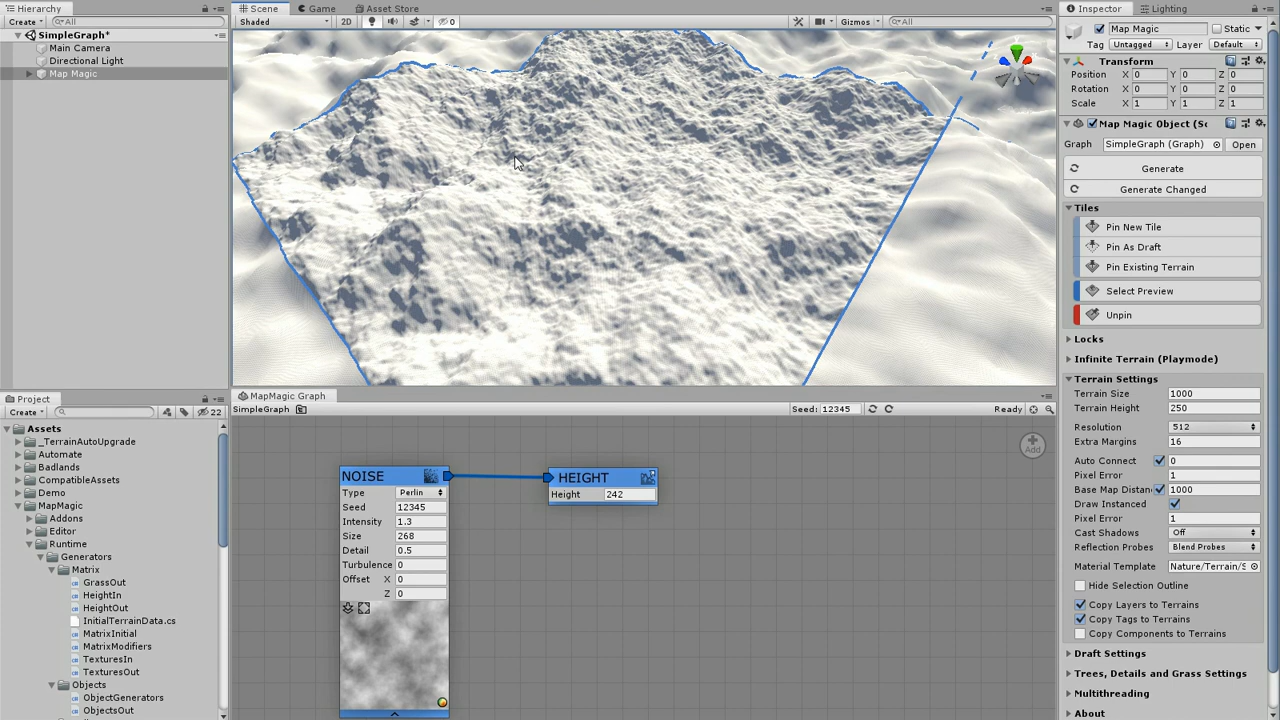 Hierarchy
Create
All
SimpleGraph*
Main Camera
Directional Light
Map Magic
Scene
Game
Asset Store
Shaded
2D
0
Gizmos
All
Inspector
Lighting
Map Magic
Static
Tag
Untagged
Layer
Default
Transform
Position X 0 Y 0 Z 0
Rotation X 0 Y 0 Z 0
Scale X 1 Y 1 Z 1
Map Magic Object (Sc
Graph
SimpleGraph (Graph)
Open
Generate
Generate Changed
Tiles
Pin New Tile
Pin As Draft
Pin Existing Terrain
Select Preview
Unpin
Locks
Infinite Terrain (Playmode)
Terrain Settings
Terrain Size 1000
Terrain Height 250
Resolution 512
Extra Margins 16
Auto Connect 0
Pixel Error 1
Base Map Distan 1000
Draw Instanced
Pixel Error 1
Cast Shadows Off
Reflection Probes Blend Probes
Material Template Nature/Terrain/S
Hide Selection Outline
Copy Layers to Terrains
Copy Tags to Terrains
Copy Components to Terrains
Draft Settings
Trees, Details and Grass Settings
Multithreading
About
Project
Create
22
Assets
_TerrainAutoUpgrade
Automate
Badlands
CompatibleAssets
Demo
MapMagic
Addons
Editor
Runtime
Generators
Matrix
GrassOut
HeightIn
HeightOut
InitialTerrainData.cs
MatrixInitial
MatrixModifiers
TexturesIn
TexturesOut
Objects
ObjectGenerators
ObjectsOut
MapMagic Graph
SimpleGraph
Seed: 12345
Ready
Add
NOISE
Type Perlin
Seed 12345
Intensity 1.3
Size 268
Detail 0.5
Turbulence 0
Offset X 0
Z 0
HEIGHT
Height 242